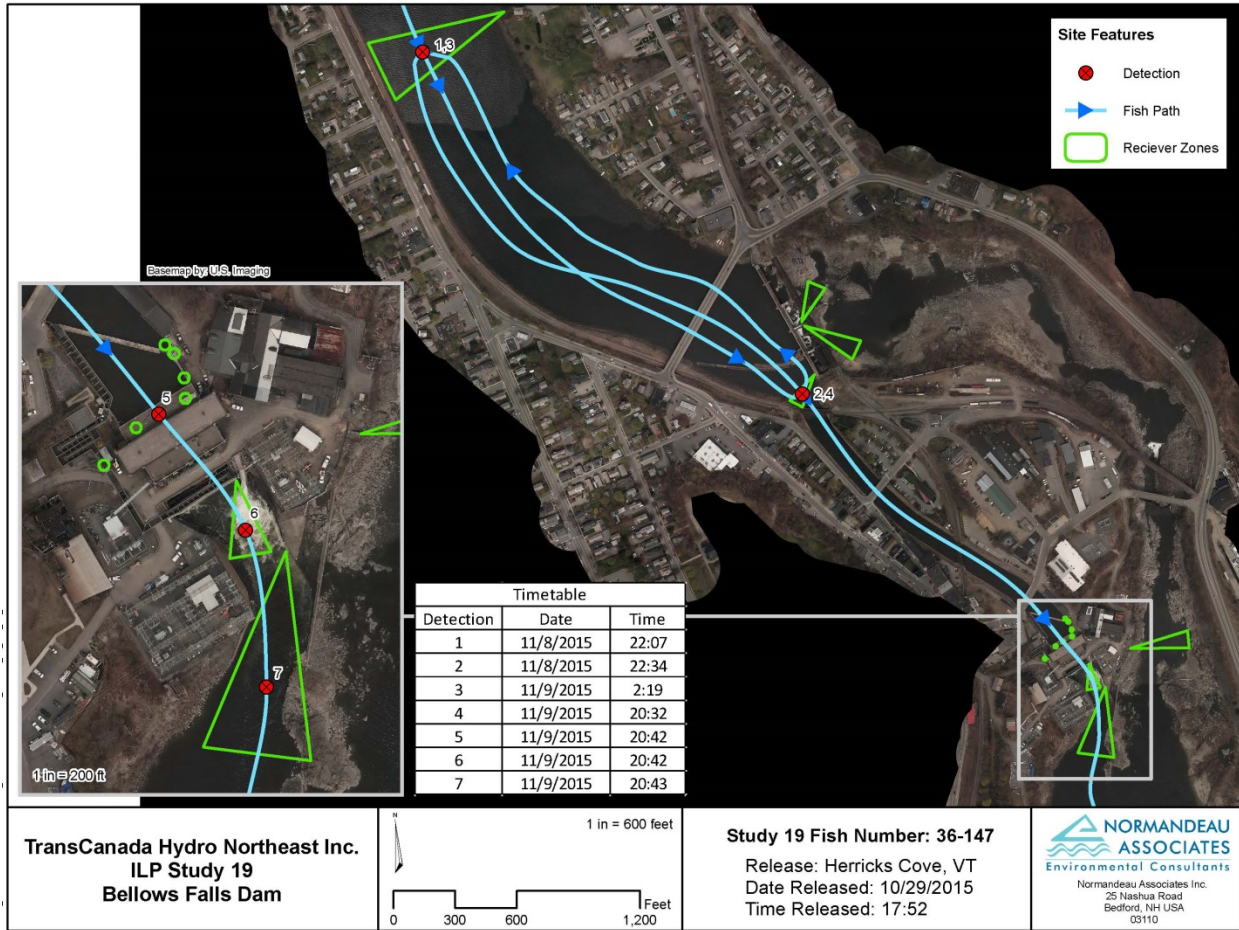 1,3
Site Features
Detection
Fish Path
Reciever Zones
Basemap by: U.S. Imaging
2,4
5
6
7
1 in = 200 ft
Timetable
Detection Date Time
1 11/8/2015 22:07
2 11/8/2015 22:34
3 11/9/2015 2:19
4 11/9/2015 20:32
5 11/9/2015 20:42
6 11/9/2015 20:42
7 11/9/2015 20:43
TransCanada Hydro Northeast Inc.
ILP Study 19
Bellows Falls Dam
N
1 in = 600 feet
Feet
0 300 600 1,200
Study 19 Fish Number: 36-147
Release: Herricks Cove, VT
Date Released: 10/29/2015
Time Released: 17:52
NORMANDEAU
ASSOCIATES
Environmental Consultants
Normandeau Associates Inc.
25 Nashua Road
Bedford, NH USA
03110